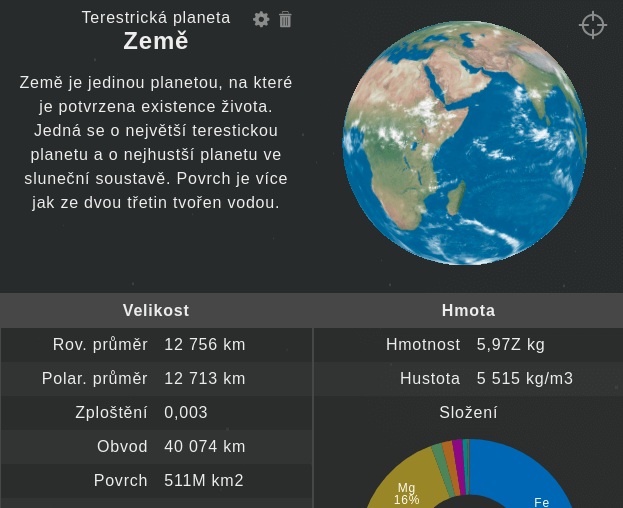 Terestrická planeta
Země
Země je jedinou planetou, na které
je potvrzena existence života.
Jedná se o největší terestickou
planetu a o nejhustší planetu ve
sluneční soustavě. Povrch je více
jak ze dvou třetin tvořen vodou.
Velikost
Rov. průměr 12 756 km
Polar. průměr 12 713 km
Zploštění 0,003
Obvod 40 074 km
Povrch 511M km2
Hmota
Hmotnost 5,97Z kg
Hustota 5 515 kg/m3
Složení
Mg
16%
Fe